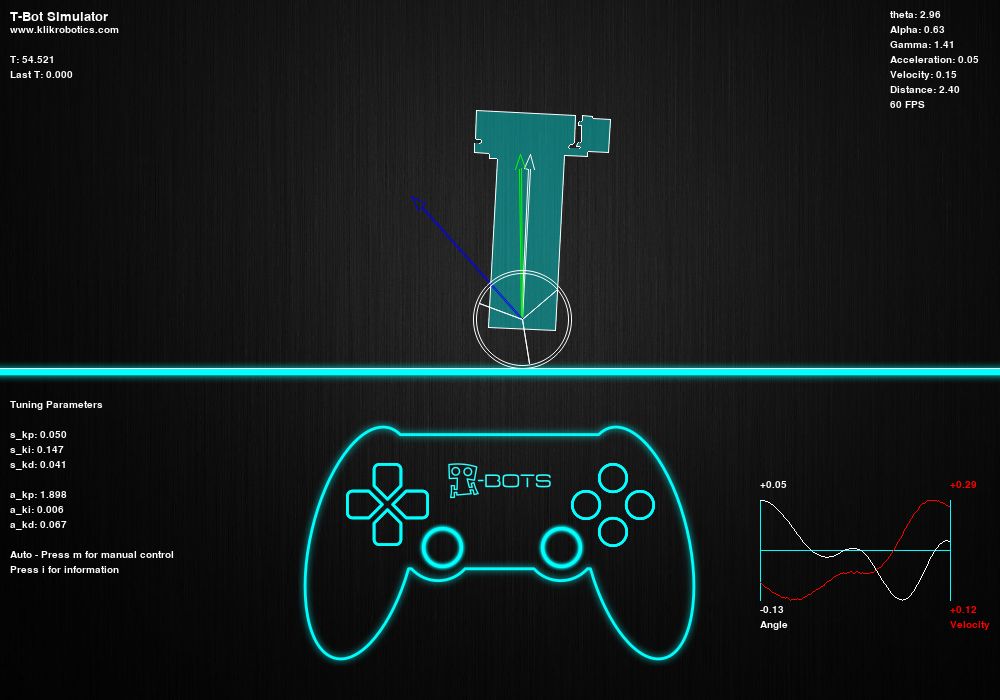 T-Bot Simulator
www.klikrobotics.com
T: 54.521
Last T: 0.000
theta: 2.96
Alpha: 0.63
Gamma: 1.41
Acceleration: 0.05
Velocity: 0.15
Distance: 2.40
60 FPS
Tuning Parameters
s_kp: 0.050
s_ki: 0.147
s_kd: 0.041
a_kp: 1.898
a_ki: 0.006
a_kd: 0.067
Auto - Press m for manual control
Press i for information
-BOTS
+0.05
+0.29
-0.13
+0.12
Angle
Velocity